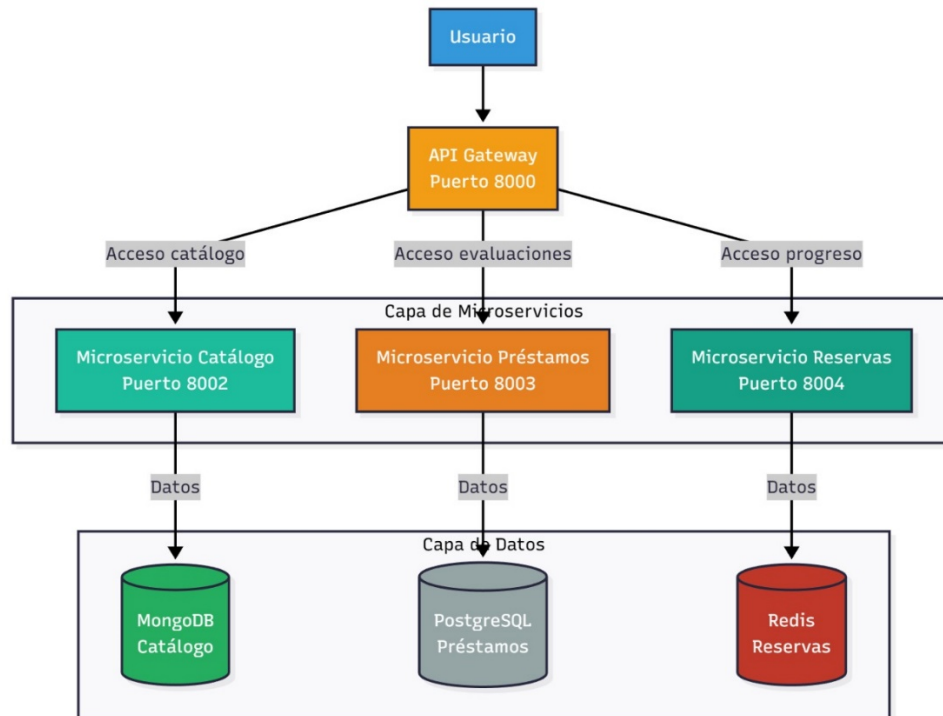 Usuario
API Gateway
Puerto 8000
Acceso catálogo
Acceso evaluaciones
Acceso progreso
Capa de Microservicios
Microservicio Catálogo
Puerto 8002
Microservicio Préstamos
Puerto 8003
Microservicio Reservas
Puerto 8004
Datos
Datos
Datos
Capa de Datos
MongoDB
Catálogo
PostgreSQL
Préstamos
Redis
Reservas